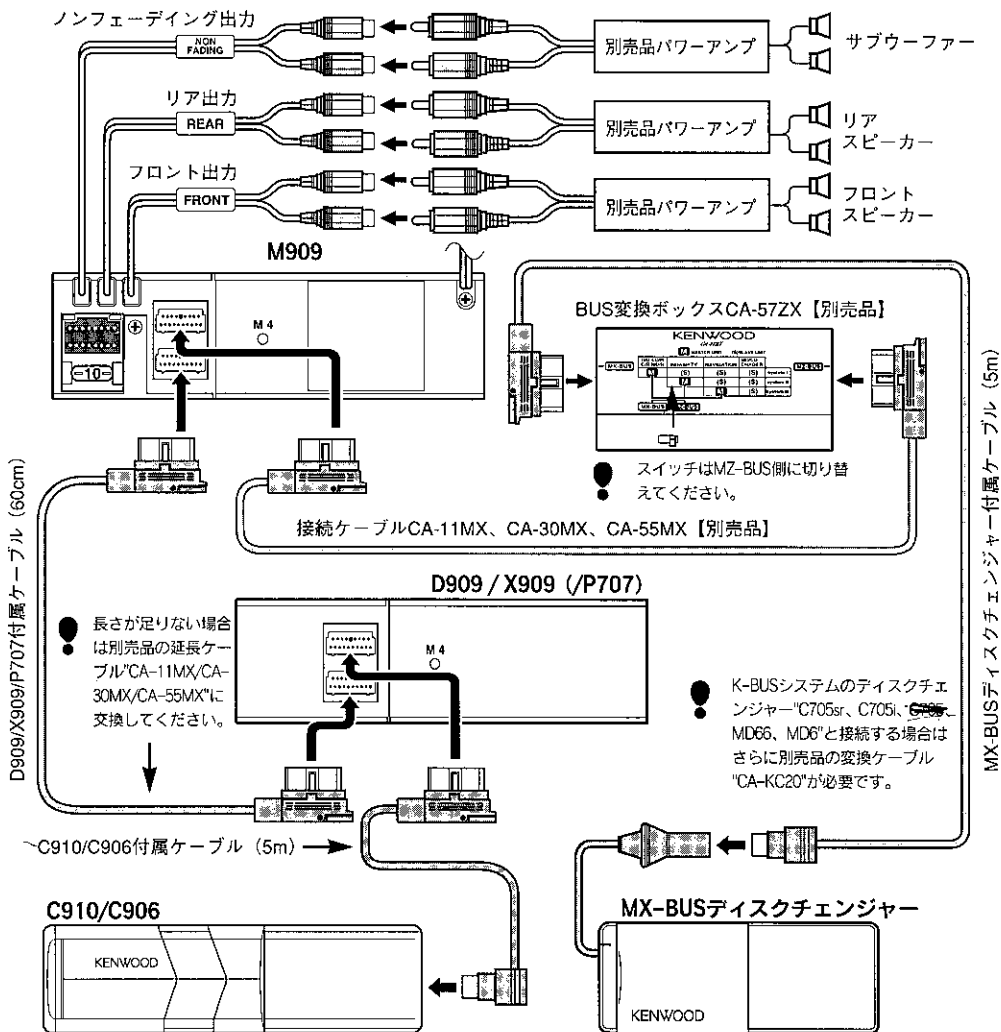 ノンフェーデイング出力
NON
FADING
別売品パワーアンプ
サブウーファー
リア出力
REAR
別売品パワーアンプ
リア
スピーカー
フロント出力
FRONT
別売品パワーアンプ
フロント
スピーカー
M909
M4
-10-
BUS変換ボックスCA-57ZX【別売品】
KENWOOD
MX-BUS
MZ-BUS
(S)
(S)
(S)
(S)
(S)
スイッチはMZ-BUS側に切り替
えてください。
接続ケーブルCA-11MX、CA-30MX、CA-55MX【別売品】
MX-BUSディスクチェンジャー付属ケーブル（5m）
D909/X909/P707付属ケーブル（60cm）
D909 / X909 (/P707)
M4
長さが足りない場合
は別売品の延長ケー
ブル"CA-11MX/CA-
30MX/CA-55MX"に
交換してください。
K-BUSシステムのディスクチェ
ンジャー"C705sr、C705i、C705、
MD66、MD6"と接続する場合は
さらに別売品の変換ケーブル
"CA-KC20"が必要です。
C910/C906付属ケーブル（5m）
C910/C906
KENWOOD
MX-BUSディスクチェンジャー
KENWOOD